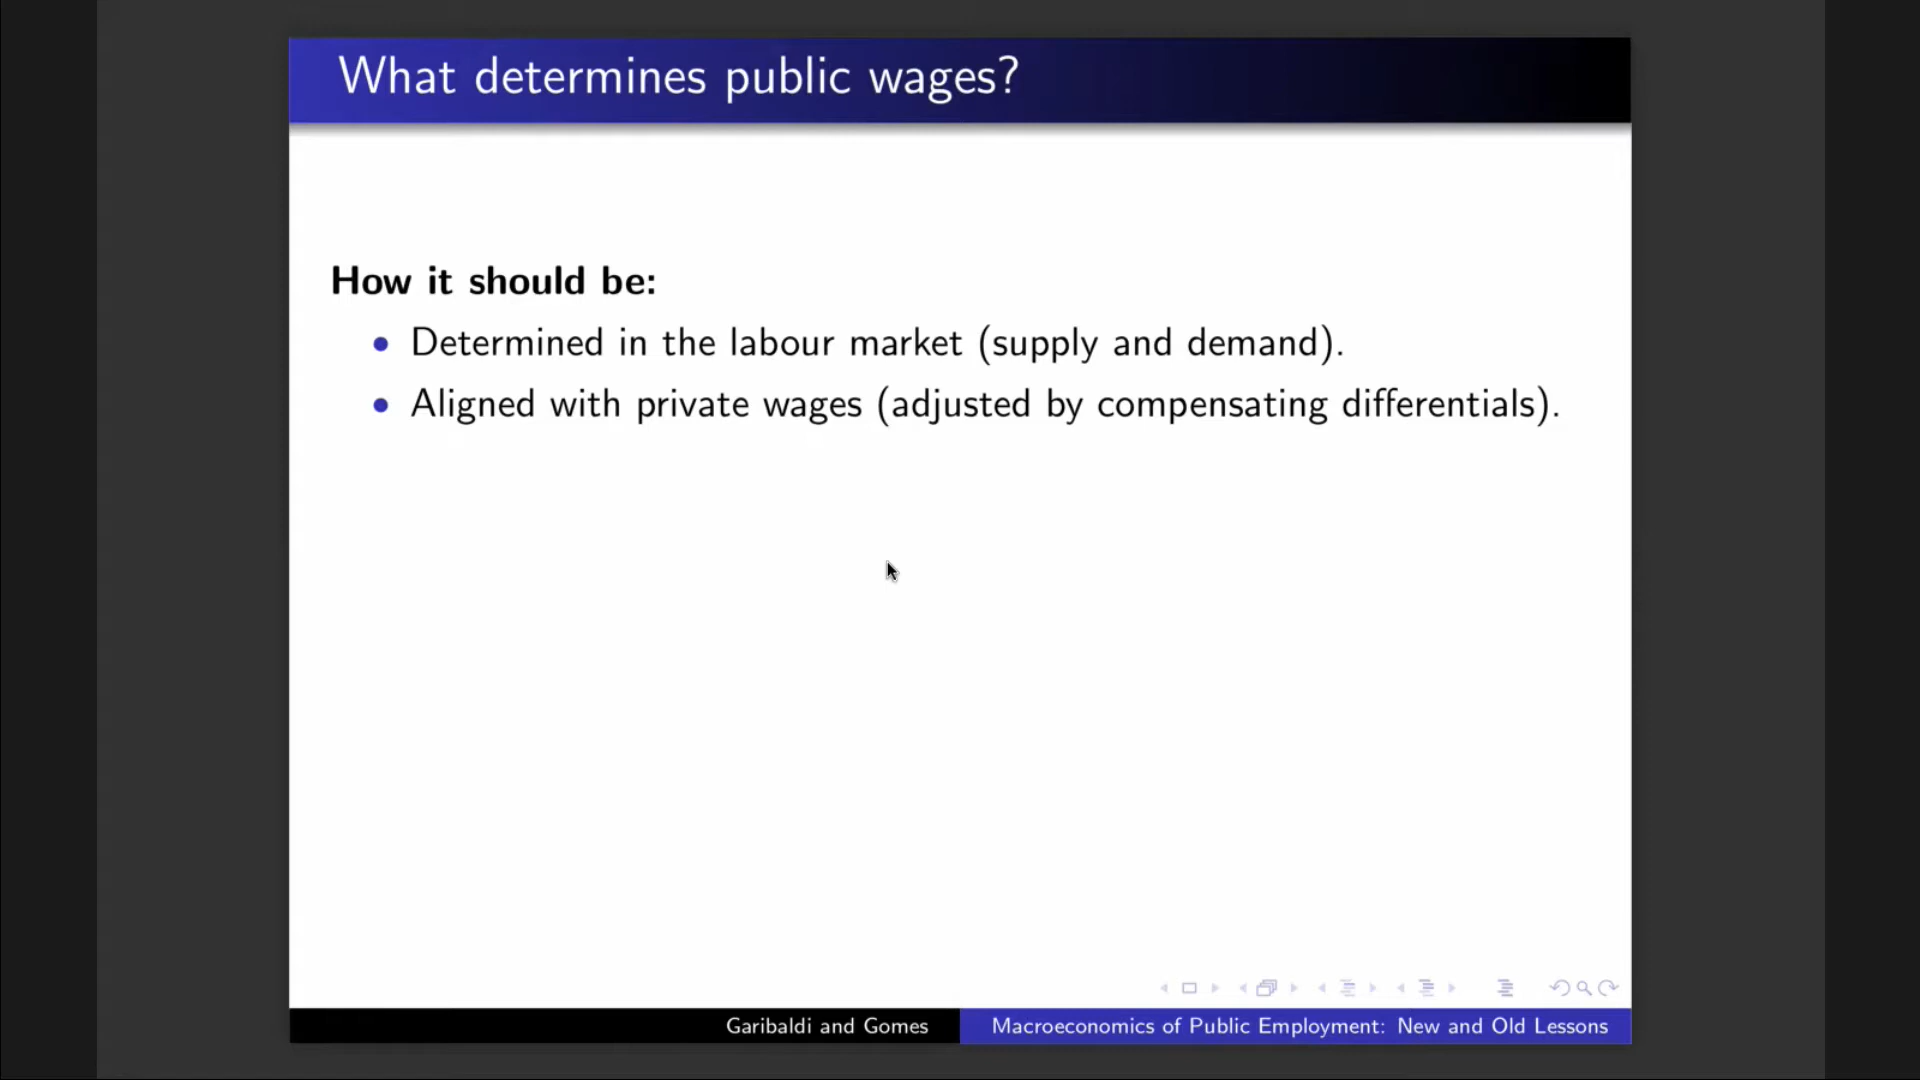 What determines public wages?
How it should be:
Determined in the labour market (supply and demand).
Aligned with private wages (adjusted by compensating differentials).
Garibaldi and Gomes
Macroeconomics of Public Employment: New and Old Lessons